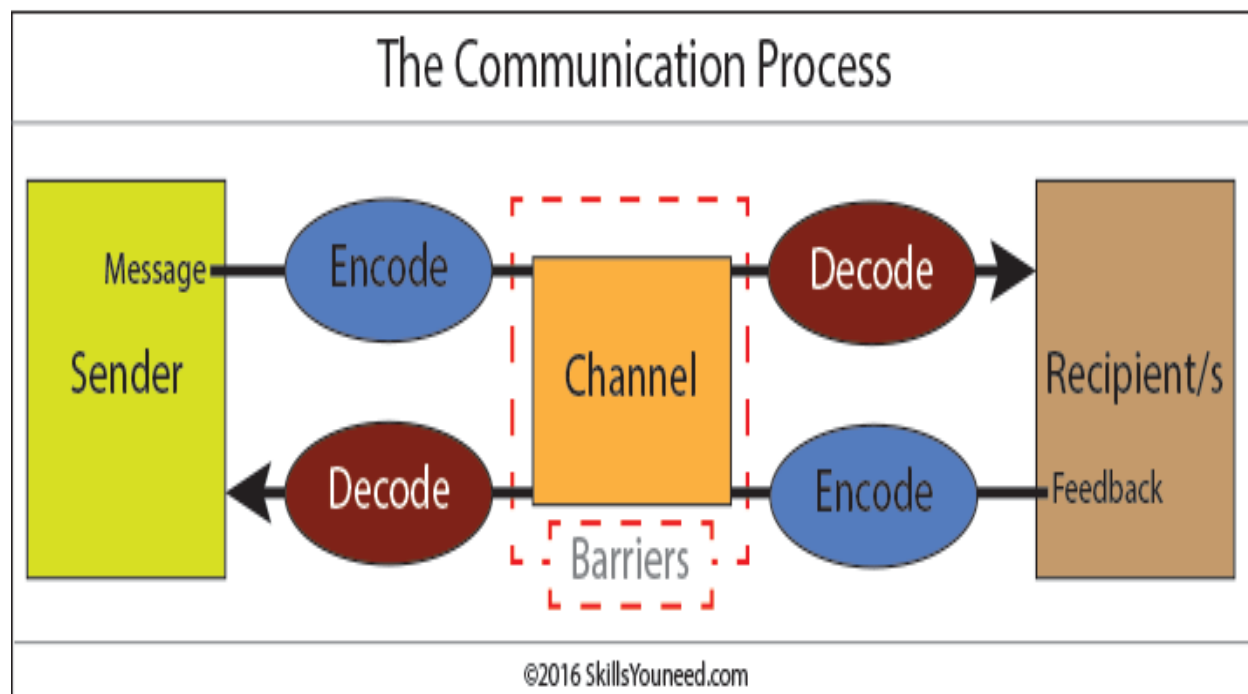 The Communication Process
Message
Encode
Decode
Sender
Channel
Recipient/s
Decode
Encode
Feedback
Barriers
©2016 SkillsYouneed.com